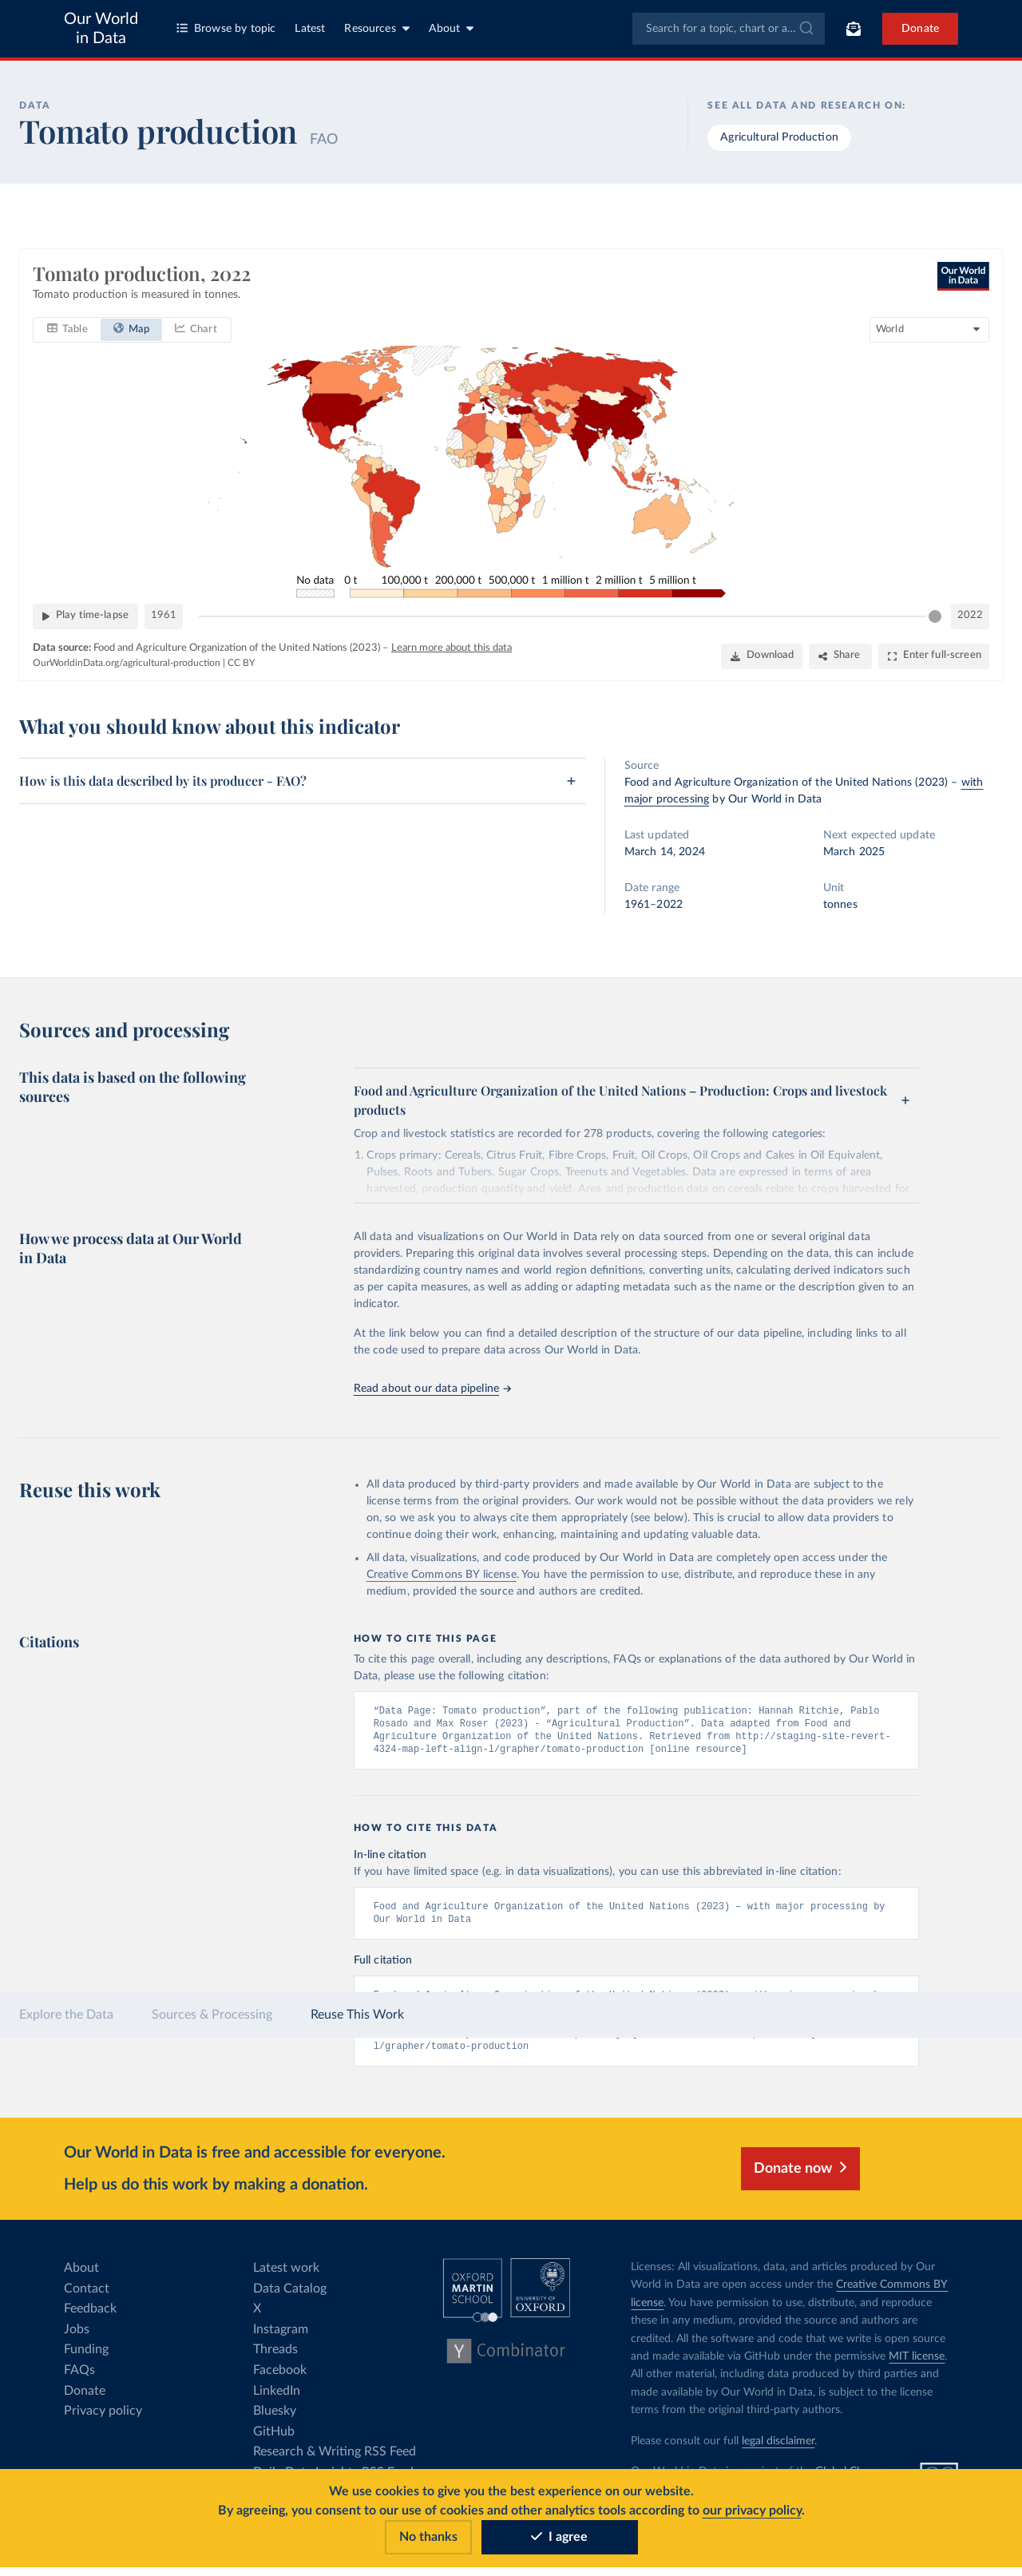 Our World
in Data
Browse by topic
Latest
Resources
About
Search for a topic, chart or a...
Donate
DATA
Tomato production FAO
SEE ALL DATA AND RESEARCH ON:
Agricultural Production
Tomato production, 2022
Tomato production is measured in tonnes.
Our World
in Data
Table
Map
Chart
World
No data
0 t
100,000 t
200,000 t
500,000 t
1 million t
2 million t
5 million t
Play time-lapse
1961
2022
Data source: Food and Agriculture Organization of the United Nations (2023) – Learn more about this data
OurWorldinData.org/agricultural-production | CC BY
Download
Share
Enter full-screen
What you should know about this indicator
How is this data described by its producer - FAO?
Source
Food and Agriculture Organization of the United Nations (2023) – with
major processing by Our World in Data
Last updated
March 14, 2024
Next expected update
March 2025
Date range
1961–2022
Unit
tonnes
Sources and processing
This data is based on the following
sources
Food and Agriculture Organization of the United Nations – Production: Crops and livestock
products
Crop and livestock statistics are recorded for 278 products, covering the following categories:
1. Crops primary: Cereals, Citrus Fruit, Fibre Crops, Fruit, Oil Crops, Oil Crops and Cakes in Oil Equivalent,
Pulses, Roots and Tubers, Sugar Crops, Treenuts and Vegetables. Data are expressed in terms of area
harvested, production quantity and yield. Area and production data on cereals relate to crops harvested for
How we process data at Our World
in Data
All data and visualizations on Our World in Data rely on data sourced from one or several original data
providers. Preparing this original data involves several processing steps. Depending on the data, this can include
standardizing country names and world region definitions, converting units, calculating derived indicators such
as per capita measures, as well as adding or adapting metadata such as the name or the description given to an
indicator.
At the link below you can find a detailed description of the structure of our data pipeline, including links to all
the code used to prepare data across Our World in Data.
Read about our data pipeline →
Reuse this work
• All data produced by third-party providers and made available by Our World in Data are subject to the
license terms from the original providers. Our work would not be possible without the data providers we rely
on, so we ask you to always cite them appropriately (see below). This is crucial to allow data providers to
continue doing their work, enhancing, maintaining and updating valuable data.
• All data, visualizations, and code produced by Our World in Data are completely open access under the
Creative Commons BY license. You have the permission to use, distribute, and reproduce these in any
medium, provided the source and authors are credited.
Citations
HOW TO CITE THIS PAGE
To cite this page overall, including any descriptions, FAQs or explanations of the data authored by Our World in
Data, please use the following citation:
“Data Page: Tomato production”, part of the following publication: Hannah Ritchie, Pablo
Rosado and Max Roser (2023) - “Agricultural Production”. Data adapted from Food and
Agriculture Organization of the United Nations. Retrieved from http://staging-site-revert-
4324-map-left-align-l/grapher/tomato-production [online resource]
HOW TO CITE THIS DATA
In-line citation
If you have limited space (e.g. in data visualizations), you can use this abbreviated in-line citation:
Food and Agriculture Organization of the United Nations (2023) – with major processing by
Our World in Data
Full citation
Explore the Data
Sources & Processing
Reuse This Work
l/grapher/tomato-production
Our World in Data is free and accessible for everyone.
Help us do this work by making a donation.
Donate now
About
Contact
Feedback
Jobs
Funding
FAQs
Donate
Privacy policy
Latest work
Data Catalog
X
Instagram
Threads
Facebook
LinkedIn
Bluesky
GitHub
Research & Writing RSS Feed
OXFORD
MARTIN
SCHOOL
UNIVERSITY OF
OXFORD
Y Combinator
Licenses: All visualizations, data, and articles produced by Our
World in Data are open access under the Creative Commons BY
license. You have permission to use, distribute, and reproduce
these in any medium, provided the source and authors are
credited. All the software and code that we write is open source
and made available via GitHub under the permissive MIT license.
All other material, including data produced by third parties and
made available by Our World in Data, is subject to the license
terms from the original third-party authors.
Please consult our full legal disclaimer.
We use cookies to give you the best experience on our website.
By agreeing, you consent to our use of cookies and other analytics tools according to our privacy policy.
No thanks
I agree